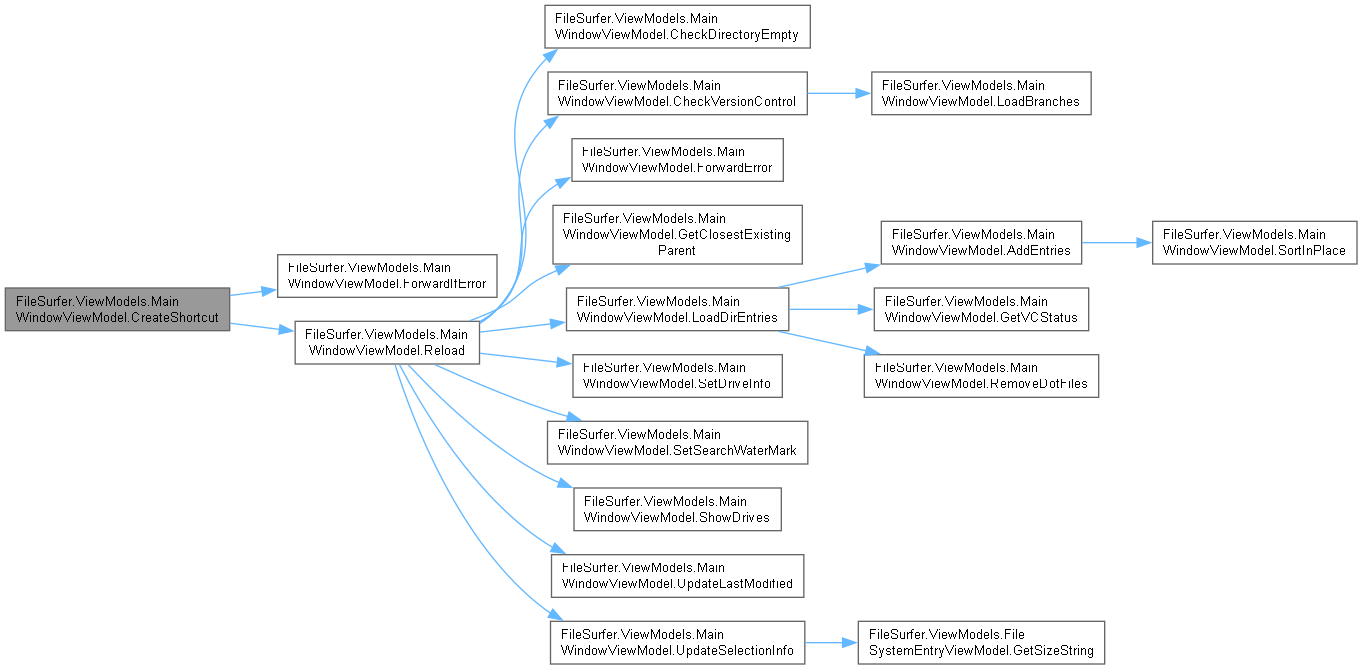 FileSurfer.ViewModels.Main
WindowViewModel.CreateShortcut
FileSurfer.ViewModels.Main
WindowViewModel.ForwardIfError
FileSurfer.ViewModels.Main
WindowViewModel.Reload
FileSurfer.ViewModels.Main
WindowViewModel.CheckDirectoryEmpty
FileSurfer.ViewModels.Main
WindowViewModel.CheckVersionControl
FileSurfer.ViewModels.Main
WindowViewModel.LoadBranches
FileSurfer.ViewModels.Main
WindowViewModel.ForwardError
FileSurfer.ViewModels.Main
WindowViewModel.GetClosestExisting
Parent
FileSurfer.ViewModels.Main
WindowViewModel.LoadDirEntries
FileSurfer.ViewModels.Main
WindowViewModel.AddEntries
FileSurfer.ViewModels.Main
WindowViewModel.SortInPlace
FileSurfer.ViewModels.Main
WindowViewModel.GetVCStatus
FileSurfer.ViewModels.Main
WindowViewModel.RemoveDotFiles
FileSurfer.ViewModels.Main
WindowViewModel.SetDriveInfo
FileSurfer.ViewModels.Main
WindowViewModel.SetSearchWaterMark
FileSurfer.ViewModels.Main
WindowViewModel.ShowDrives
FileSurfer.ViewModels.Main
WindowViewModel.UpdateLastModified
FileSurfer.ViewModels.Main
WindowViewModel.UpdateSelectionInfo
FileSurfer.ViewModels.File
SystemEntryViewModel.GetSizeString